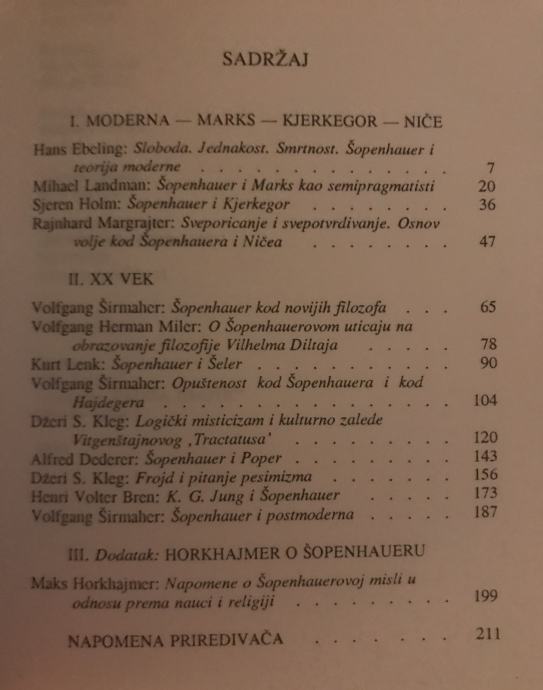 SADRŽAJ
I. MODERNA — MARKS — KJERKEGOR — NIČE
Hans Ebeling: Sloboda. Jednakost. Smrtnost. Šopenhauer i
teorija moderne . . . . . . . . . . . . . 7
Mihael Landman: Šopenhauer i Marks kao semipragmatisti 20
Sjeren Holm: Šopenhauer i Kjerkegor . . . . . . . 36
Rajnhard Margrajter: Sveporicanje i svepotvrđivanje. Osnov
volje kod Šopenhauera i Ničea . . . . . . . 47
II. XX VEK
Volfgang Širmaher: Šopenhauer kod novijih filozofa . . . 65
Volfgang Herman Miler: O Šopenhauerovom uticaju na
obrazovanje filozofije Vilhelma Diltaja . . . . . 78
Kurt Lenk: Šopenhauer i Šeler . . . . . . . . . . 90
Volfgang Širmaher: Opuštenost kod Šopenhauera i kod
Hajdegera . . . . . . . . . . . . . . . 104
Džeri S. Kleg: Logički misticizam i kulturno zaleđe
Vitgenštajnovog ‚Tractatusa‘ . . . . . . . . 120
Alfred Dederer: Šopenhauer i Poper . . . . . . . . 143
Džeri S. Kleg: Frojd i pitanje pesimizma . . . . . . 156
Henri Volter Bren: K. G. Jung i Šopenhauer . . . . . 173
Volfgang Širmaher: Šopenhauer i postmoderna . . . . . 187
III. Dodatak: HORKHAJMER O ŠOPENHAUERU
Maks Horkhajmer: Napomene o Šopenhauerovoj misli u
odnosu prema nauci i religiji . . . . . . . . 199
NAPOMENA PRIREĐIVAČA . . . . . . . 211